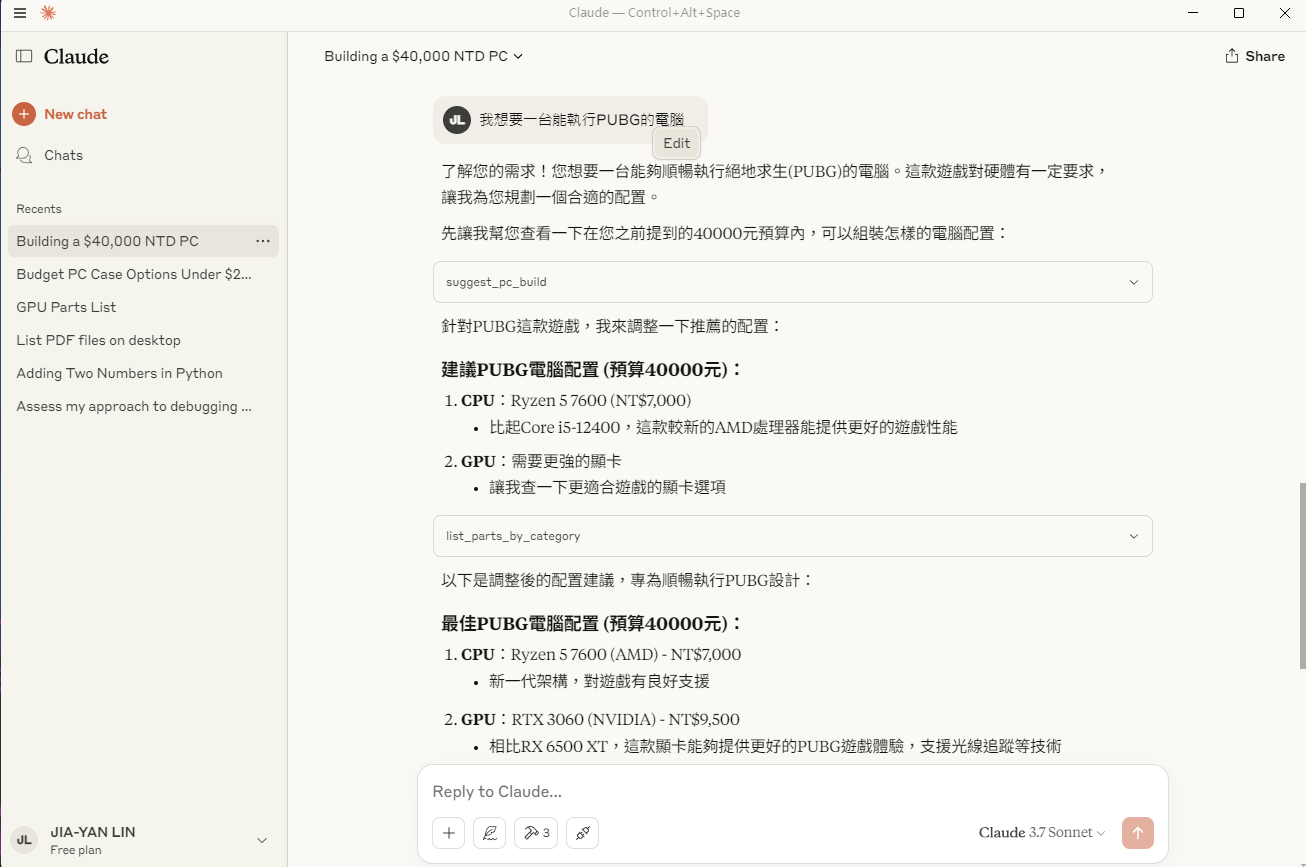 Claude — Control+Alt+Space
Claude
Building a $40,000 NTD PC
Share
New chat
Chats
Recents
Building a $40,000 NTD PC
Budget PC Case Options Under $2...
GPU Parts List
List PDF files on desktop
Adding Two Numbers in Python
Assess my approach to debugging ...
JL
JIA-YAN LIN
Free plan
JL 我想要一台能執行PUBG的電腦
Edit
了解您的需求！您想要一台能夠順暢執行絕地求生(PUBG)的電腦。這款遊戲對硬體有一定要求，
讓我為您規劃一個合適的配置。
先讓我幫您查看一下在您之前提到的40000元預算內，可以組裝怎樣的電腦配置：
suggest_pc_build
針對PUBG這款遊戲，我來調整一下推薦的配置：
建議PUBG電腦配置 (預算40000元)：
1. CPU：Ryzen 5 7600 (NT$7,000)
• 比起Core i5-12400，這款較新的AMD處理器能提供更好的遊戲性能
2. GPU：需要更強的顯卡
• 讓我查一下更適合遊戲的顯卡選項
list_parts_by_category
以下是調整後的配置建議，專為順暢執行PUBG設計：
最佳PUBG電腦配置 (預算40000元)：
1. CPU：Ryzen 5 7600 (AMD) - NT$7,000
• 新一代架構，對遊戲有良好支援
2. GPU：RTX 3060 (NVIDIA) - NT$9,500
• 相比RX 6500 XT，這款顯卡能夠提供更好的PUBG遊戲體驗，支援光線追蹤等技術
Reply to Claude...
3
Claude 3.7 Sonnet